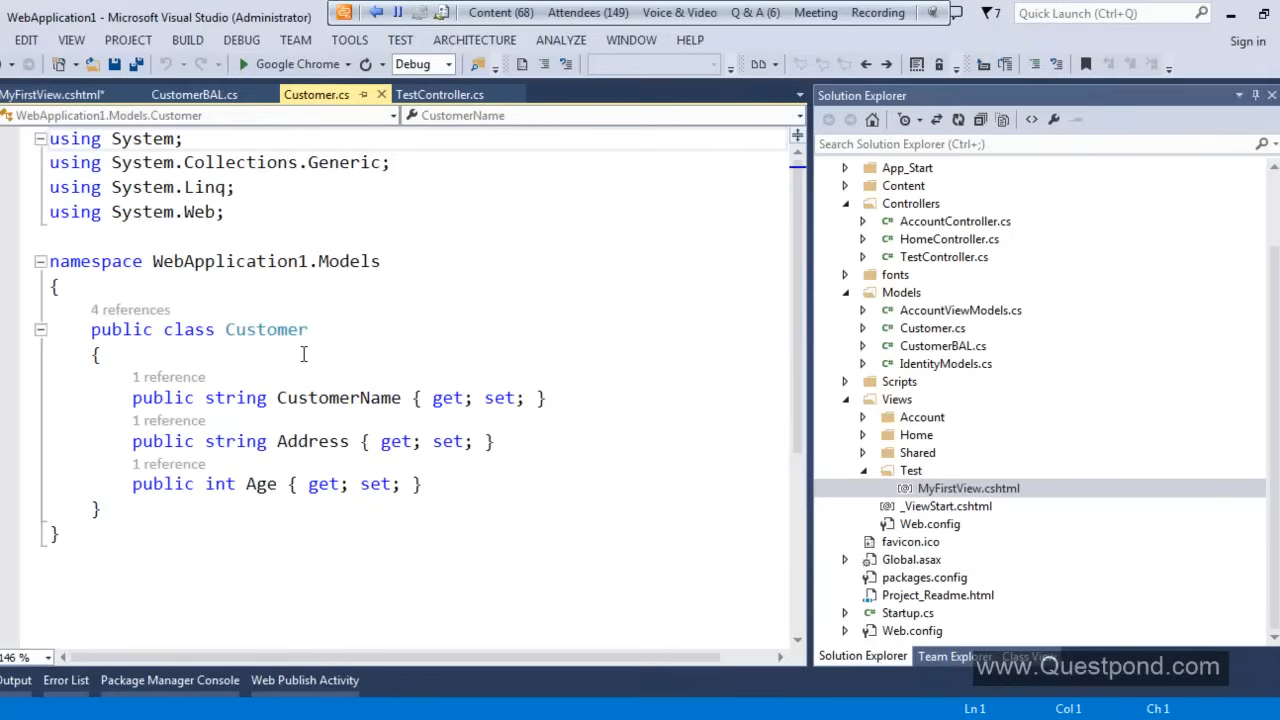 WebApplication1 - Microsoft Visual Studio (Administrator)
Content (68) Attendees (149) Voice & Video Q & A (6) Meeting Recording
7 Quick Launch (Ctrl+Q)
EDIT VIEW PROJECT BUILD DEBUG TEAM TOOLS TEST ARCHITECTURE ANALYZE WINDOW HELP
Sign in
Google Chrome Debug
MyFirstView.cshtml* CustomerBAL.cs Customer.cs TestController.cs
WebApplication1.Models.Customer CustomerName
using System;
using System.Collections.Generic;
using System.Linq;
using System.Web;
namespace WebApplication1.Models
{
4 references
public class Customer
{
1 reference
public string CustomerName { get; set; }
1 reference
public string Address { get; set; }
1 reference
public int Age { get; set; }
}
}
146 %
Output Error List Package Manager Console Web Publish Activity
Solution Explorer
Search Solution Explorer (Ctrl+;)
App_Start
Content
Controllers
C# AccountController.cs
C# HomeController.cs
C# TestController.cs
fonts
Models
C# AccountViewModels.cs
C# Customer.cs
C# CustomerBAL.cs
C# IdentityModels.cs
Scripts
Views
Account
Home
Shared
Test
[@] MyFirstView.cshtml
[@] _ViewStart.cshtml
Web.config
favicon.ico
Global.asax
packages.config
Project_Readme.html
C# Startup.cs
Web.config
Solution Explorer Team Explorer Class View
www.Questpond.com
Ln 1 Col 1 Ch 1